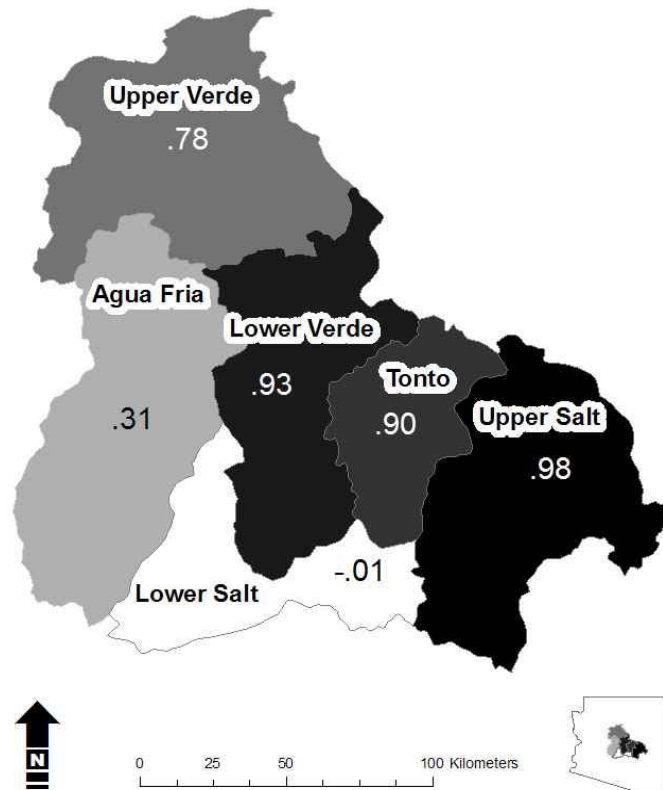 Upper Verde
.78
Agua Fria
.31
Lower Verde
.93
Tonto
.90
Upper Salt
.98
-.01
Lower Salt
N
0 25 50 100 Kilometers